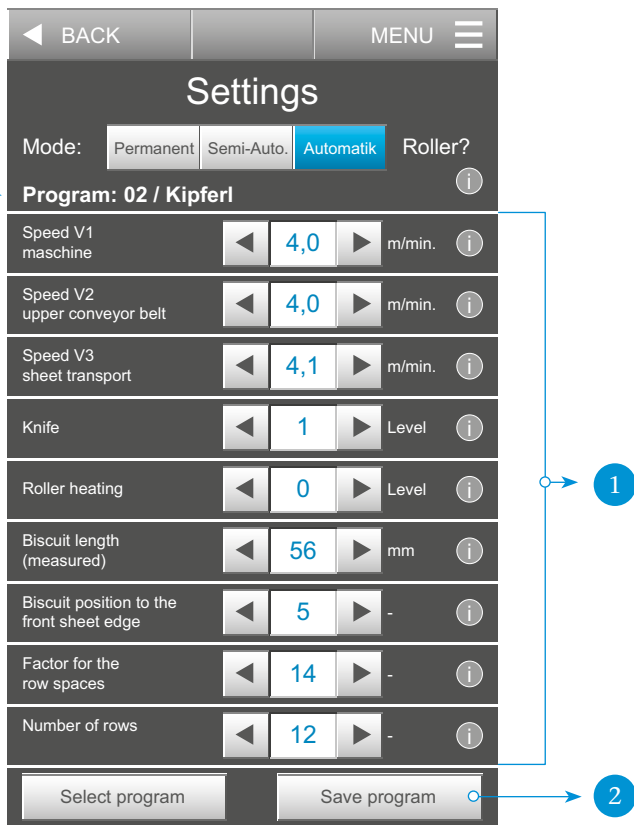 BACK MENU
Settings
Mode: Permanent Semi-Auto. Automatik Roller?
i
Program: 02 / Kipferl
Speed V1
maschine 4,0 m/min. i
Speed V2
upper conveyor belt 4,0 m/min. i
Speed V3
sheet transport 4,1 m/min. i
Knife 1 Level i
Roller heating 0 Level i
Biscuit length
(measured) 56 mm i
Biscuit position to the
front sheet edge 5 - i
Factor for the
row spaces 14 - i
Number of rows 12 - i
Select program Save program
1
2